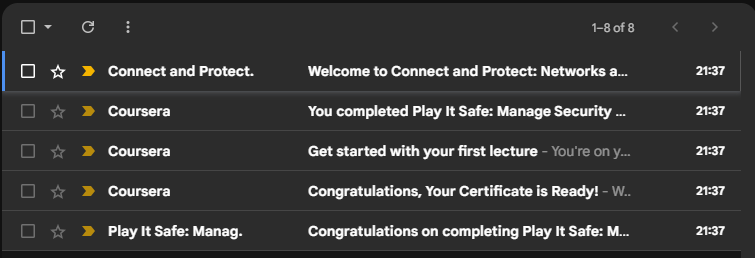 1–8 of 8
Connect and Protect. Welcome to Connect and Protect: Networks a... 21:37
Coursera You completed Play It Safe: Manage Security ... 21:37
Coursera Get started with your first lecture - You're on y... 21:37
Coursera Congratulations, Your Certificate is Ready! - W.. 21:37
Play It Safe: Manag. Congratulations on completing Play It Safe: M... 21:37